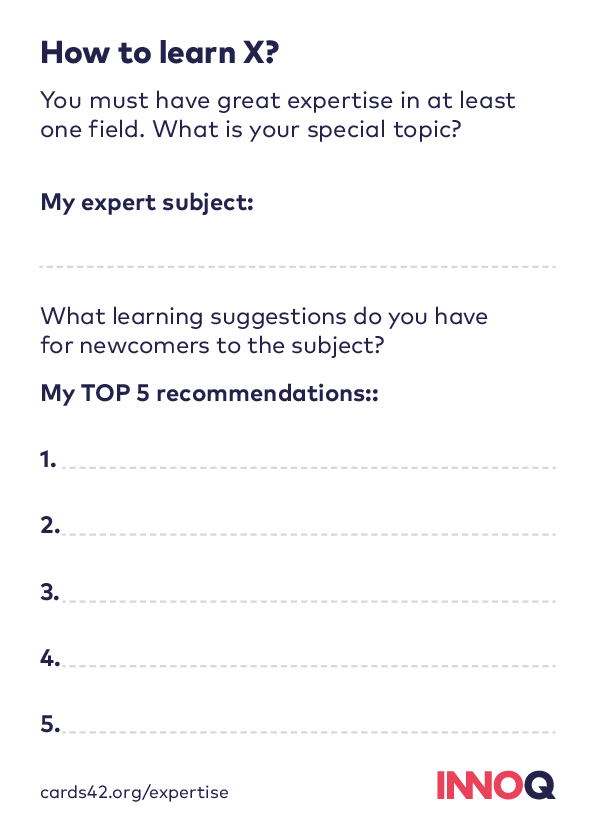 How to learn X?
You must have great expertise in at least
one field. What is your special topic?
My expert subject:
What learning suggestions do you have
for newcomers to the subject?
My TOP 5 recommendations::
1.
2.
3.
4.
5.
cards42.org/expertise
INNOQ